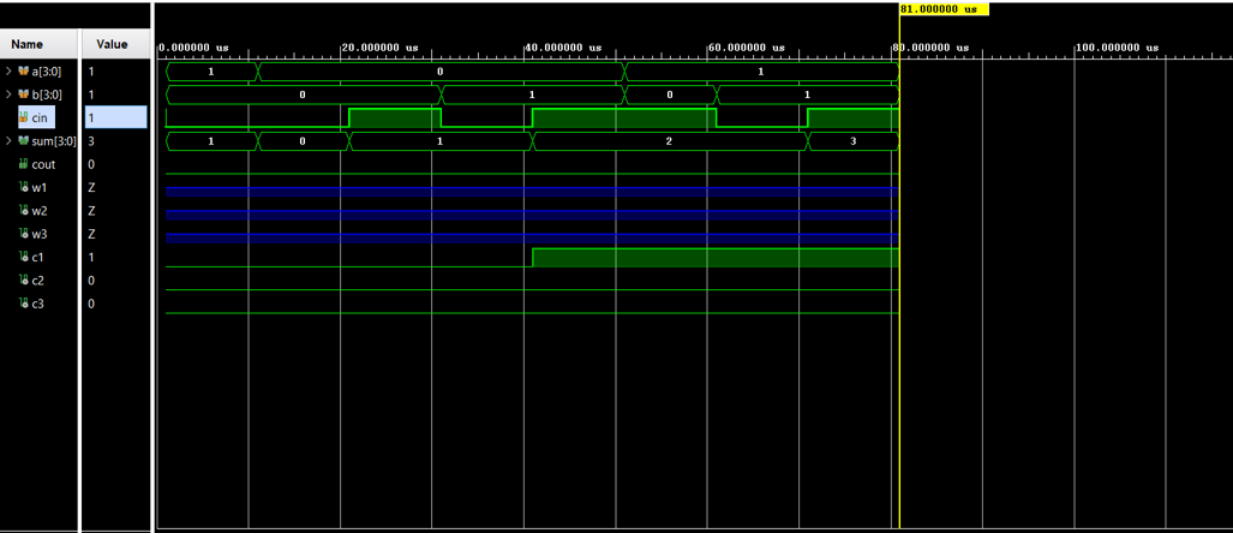 81.000000 us
Name Value 0.000000 us 20.000000 us 40.000000 us 60.000000 us 80.000000 us 100.000000 us
a[3:0] 1 1 0 1
b[3:0] 1 0 1 0 1
cin 1
sum[3:0] 3 1 0 1 2 3
cout 0
w1 Z
w2 Z
w3 Z
c1 1
c2 0
c3 0